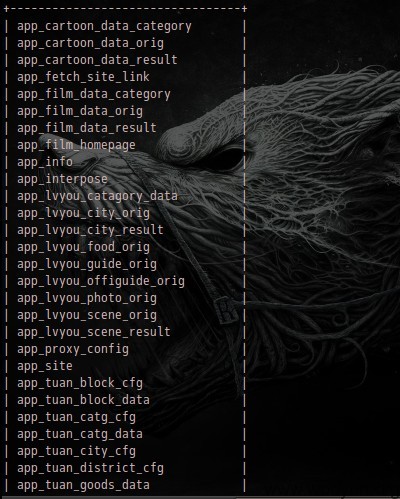 +--------------------------------+
| app_cartoon_data_category |
| app_cartoon_data_orig |
| app_cartoon_data_result |
| app_fetch_site_link |
| app_film_data_category |
| app_film_data_orig |
| app_film_data_result |
| app_film_homepage |
| app_info |
| app_interpose |
| app_lvyou_catagory_data |
| app_lvyou_city_orig |
| app_lvyou_city_result |
| app_lvyou_food_orig |
| app_lvyou_guide_orig |
| app_lvyou_offiguide_orig |
| app_lvyou_photo_orig |
| app_lvyou_scene_orig |
| app_lvyou_scene_result |
| app_proxy_config |
| app_site |
| app_tuan_block_cfg |
| app_tuan_block_data |
| app_tuan_catg_cfg |
| app_tuan_catg_data |
| app_tuan_city_cfg |
| app_tuan_district_cfg |
| app_tuan_goods_data |